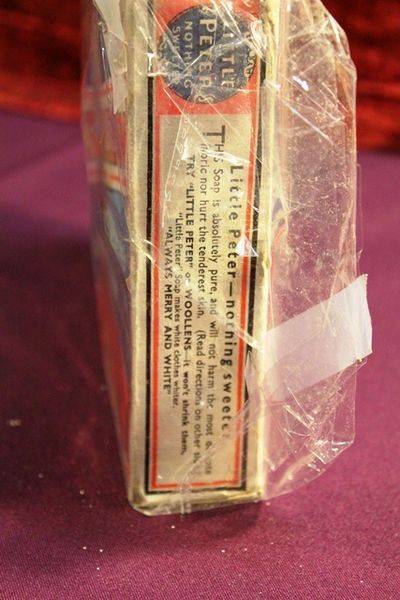 LITTLE
PETER
NOTHING
SWEETER
Little Peter—nothing sweeter
THIS Soap is absolutely pure, and will not harm the most
fabric nor hurt the tenderest skin. (Read directions on other side
TRY "LITTLE PETER" on WOOLLENS—it won't shrink them.
"Little Peter" Soap makes white clothes whiter.
"ALWAYS MERRY AND WHITE"